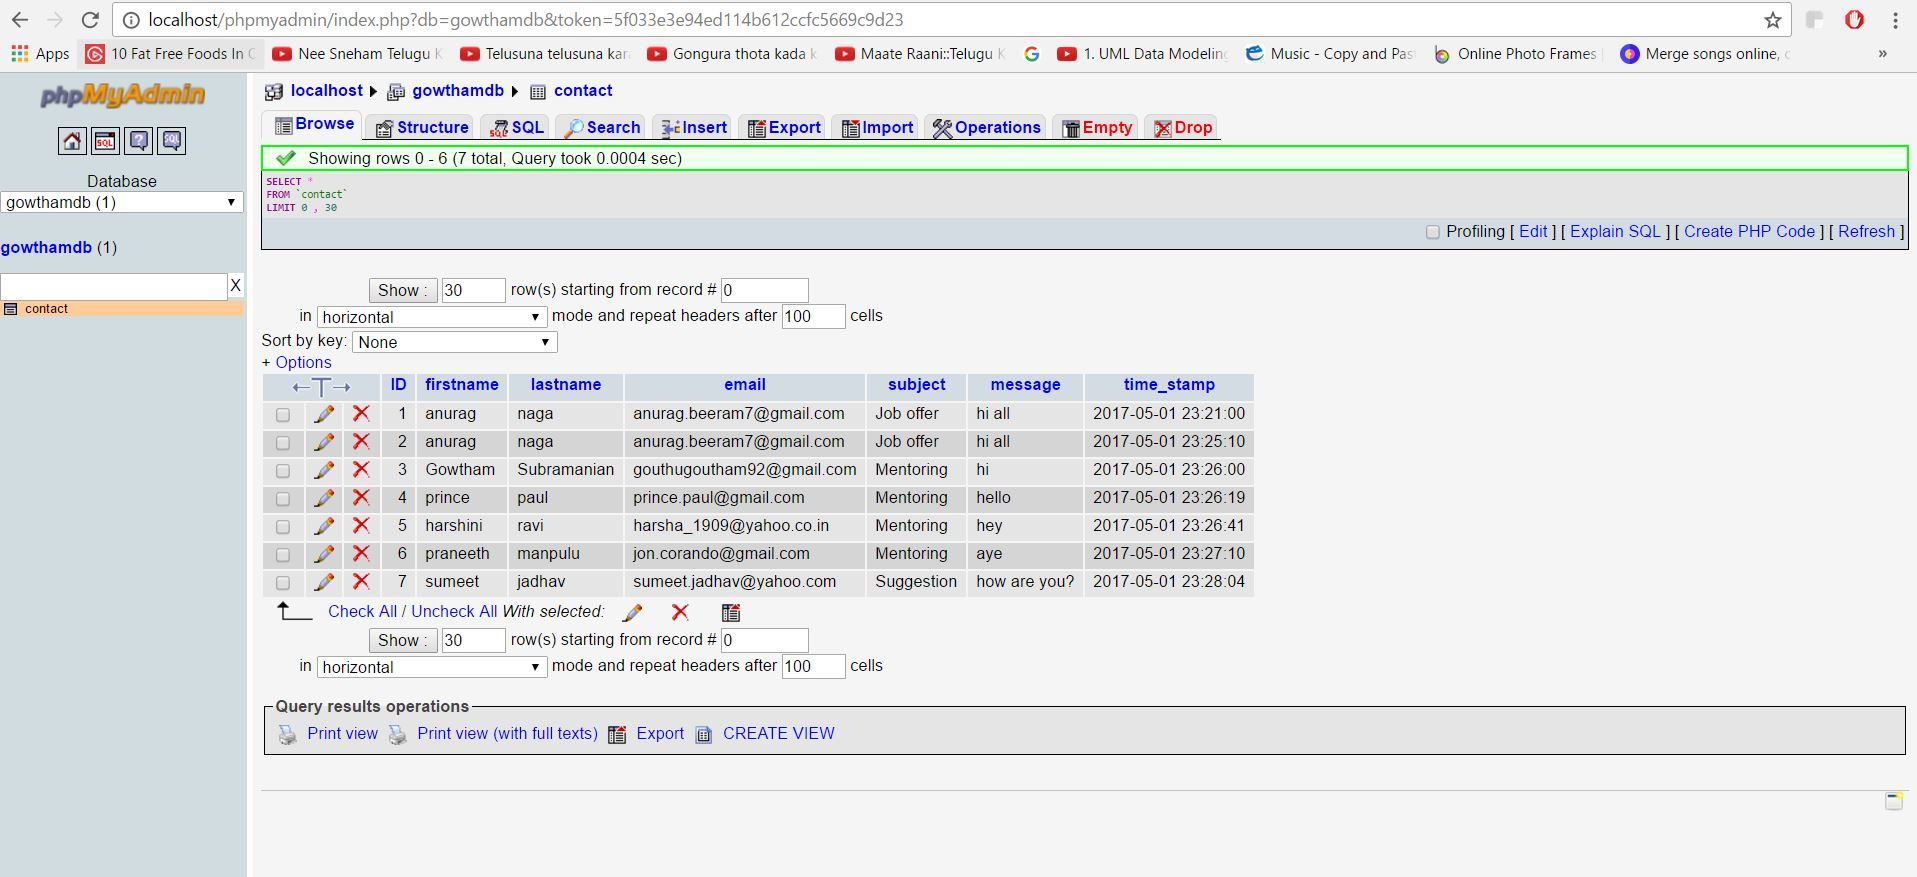 localhost/phpmyadmin/index.php?db=gowthamdb&token=5f033e3e94ed114b612ccfc5669c9d23
Apps 10 Fat Free Foods In Nee Sneham Telugu Telusuna telusuna Gongura thota kada Maate Raani::Telugu 1. UML Data Modeling Music - Copy and Online Photo Frames Merge songs online, »
phpMyAdmin
localhost gowthamdb contact
Browse Structure SQL Search Insert Export Import Operations Empty Drop
SQL
Database
gowthamdb (1)
gowthamdb (1)
X
contact
Showing rows 0 - 6 (7 total, Query took 0.0004 sec)
SELECT *
FROM `contact`
LIMIT 0 , 30
Profiling [ Edit ] [ Explain SQL ] [ Create PHP Code ] [ Refresh ]
Show : 30 row(s) starting from record # 0
in horizontal mode and repeat headers after 100 cells
Sort by key: None
+ Options
←T→ ID firstname lastname email subject message time_stamp
1 anurag naga anurag.beeram7@gmail.com Job offer hi all 2017-05-01 23:21:00
2 anurag naga anurag.beeram7@gmail.com Job offer hi all 2017-05-01 23:25:10
3 Gowtham Subramanian gouthugoutham92@gmail.com Mentoring hi 2017-05-01 23:26:00
4 prince paul prince.paul@gmail.com Mentoring hello 2017-05-01 23:26:19
5 harshini ravi harsha_1909@yahoo.co.in Mentoring hey 2017-05-01 23:26:41
6 praneeth manpulu jon.corando@gmail.com Mentoring aye 2017-05-01 23:27:10
7 sumeet jadhav sumeet.jadhav@yahoo.com Suggestion how are you? 2017-05-01 23:28:04
Check All / Uncheck All With selected:
Show : 30 row(s) starting from record # 0
in horizontal mode and repeat headers after 100 cells
Query results operations
Print view Print view (with full texts) Export CREATE VIEW